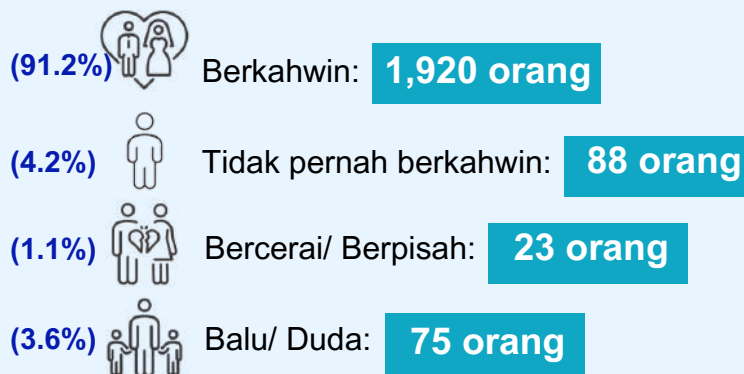 (91.2%) Berkahwin: 1,920 orang
(4.2%) Tidak pernah berkahwin: 88 orang
(1.1%) Bercerai/ Berpisah: 23 orang
(3.6%) Balu/ Duda: 75 orang